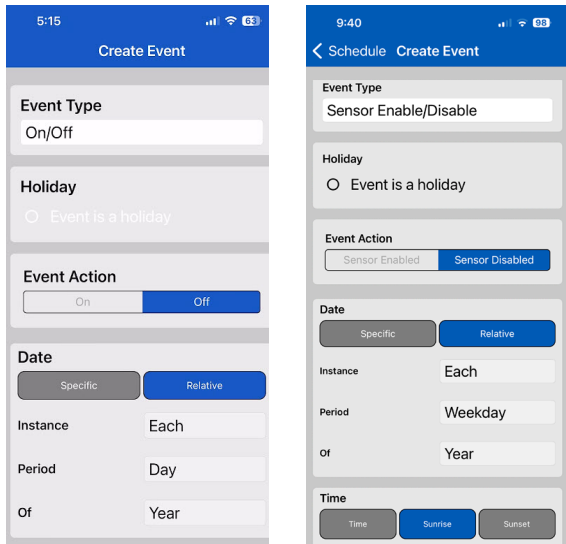 5:15
63
Create Event
Event Type
On/Off
Holiday
Event is a holiday
Event Action
On Off
Date
Specific Relative
Instance Each
Period Day
Of Year
9:40
98
Schedule Create Event
Event Type
Sensor Enable/Disable
Holiday
Event is a holiday
Event Action
Sensor Enabled Sensor Disabled
Date
Specific Relative
Instance Each
Period Weekday
Of Year
Time
Time Sunrise Sunset